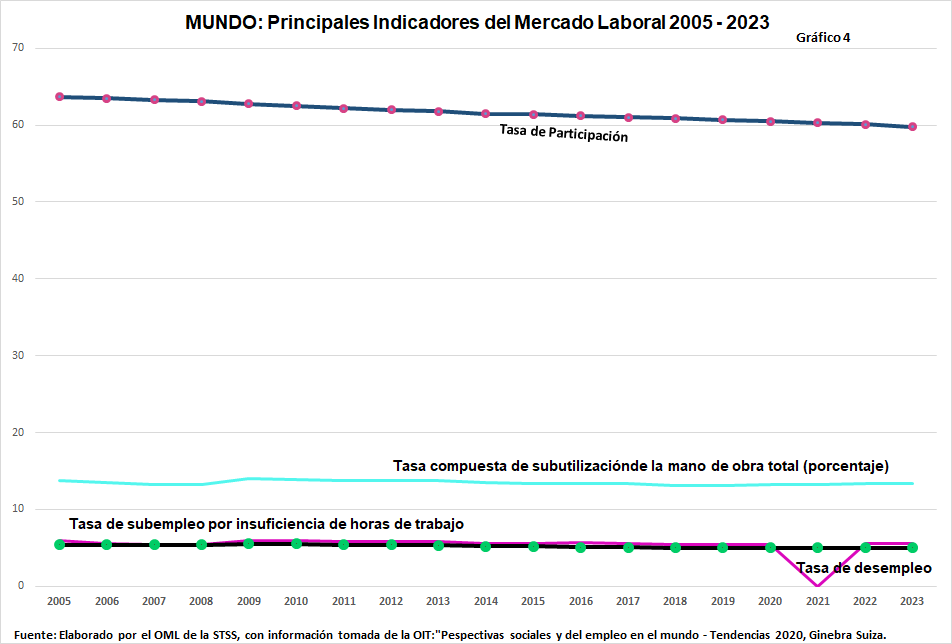 MUNDO: Principales Indicadores del Mercado Laboral 2005 - 2023
Gráfico 4
70
60
Tasa de Participación
50
40
30
20
Tasa compuesta de subutilizaciónde la mano de obra total (porcentaje)
10
Tasa de subempleo por insuficiencia de horas de trabajo
Tasa de desempleo
0
2005 2006 2007 2008 2009 2010 2011 2012 2013 2014 2015 2016 2017 2018 2019 2020 2021 2022 2023
Fuente: Elaborado por el OML de la STSS, con información tomada de la OIT:"Pespectivas sociales y del empleo en el mundo - Tendencias 2020, Ginebra Suiza.